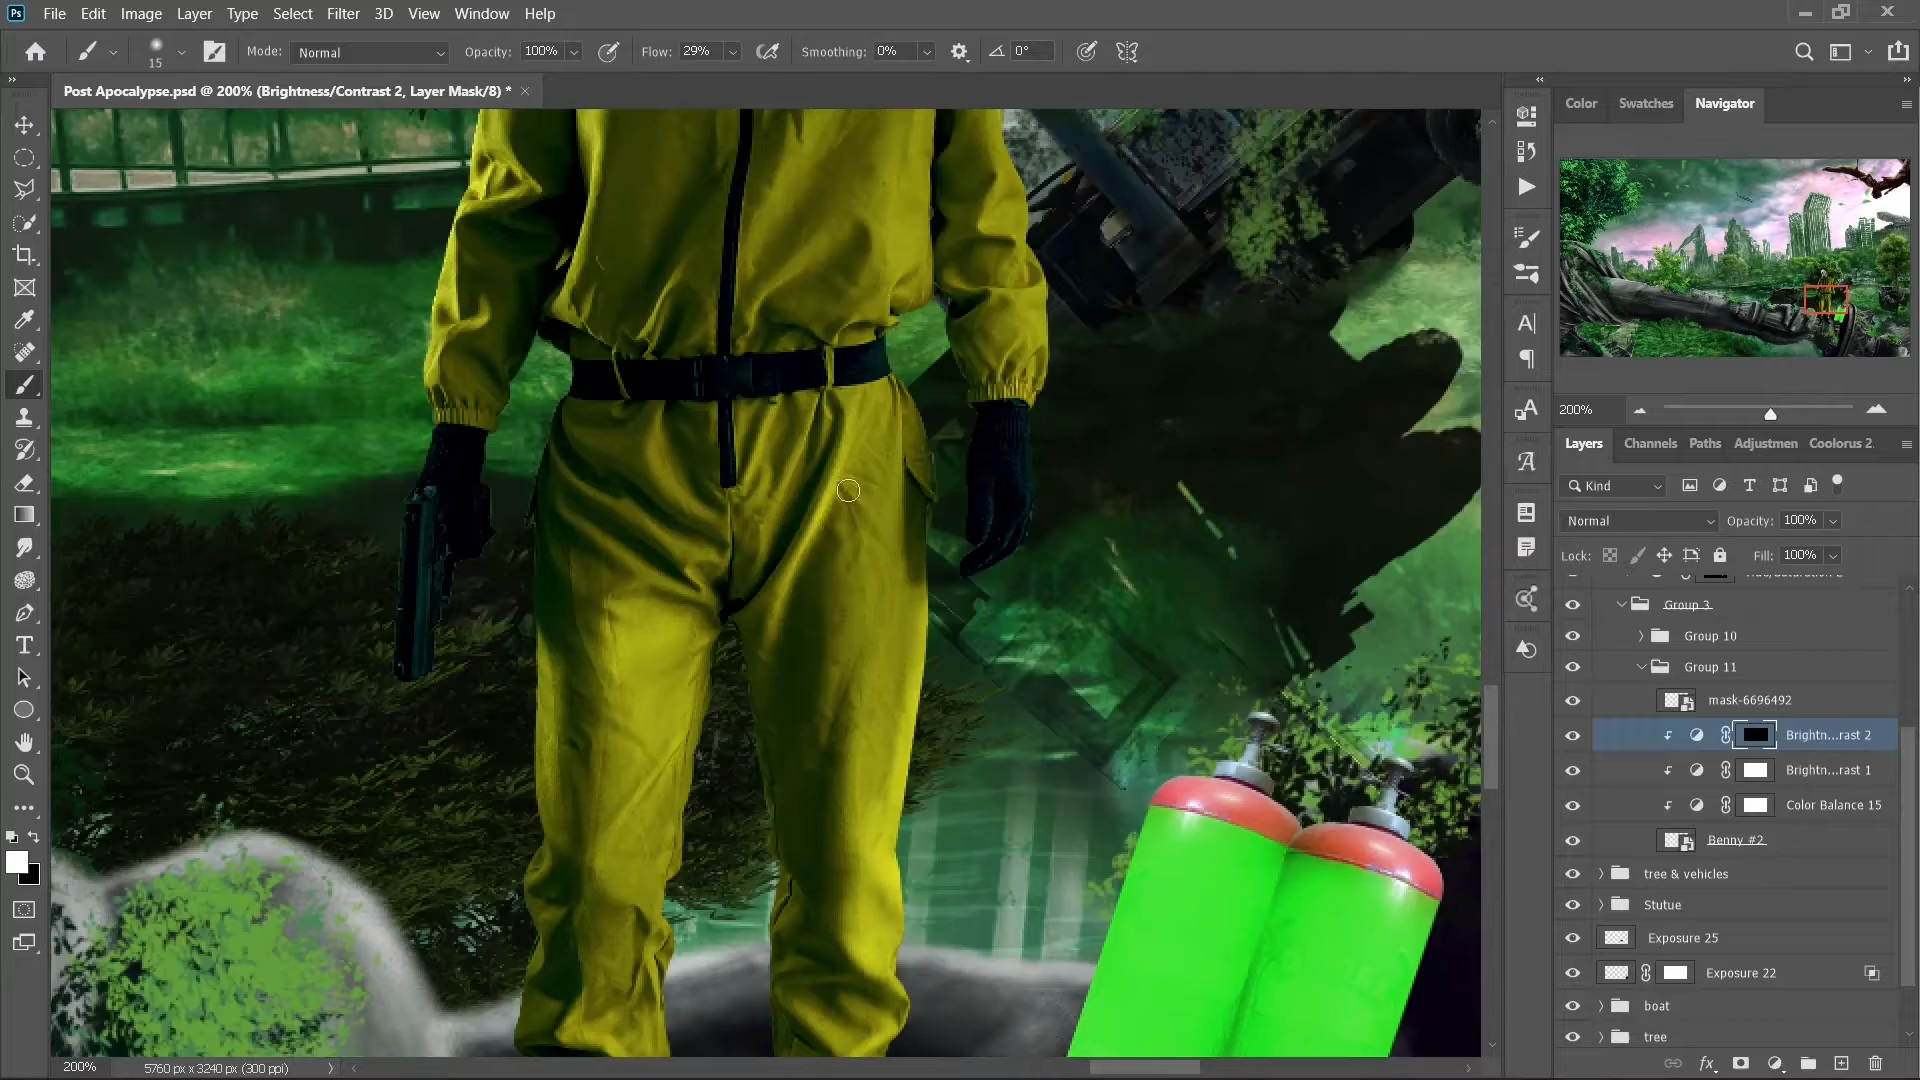 Ps File Edit Image Layer Type Select Filter 3D View Window Help
15 Mode: Normal Opacity: 100% Flow: 29% Smoothing: 0% 0°
Post Apocalypse.psd @ 200% (Brightness/Contrast 2, Layer Mask/8) *
Color Swatches Navigator
200%
Layers Channels Paths Adjustmen Coolorus 2
Kind
Normal Opacity: 100%
Lock: Fill: 100%
Group 3
Group 10
Group 11
mask-6696492
Brightn...rast 2
Brightn...rast 1
Color Balance 15
Benny #2
tree & vehicles
Stutue
Exposure 25
Exposure 22
boat
tree
200% 5760 px x 3240 px (300 ppi)